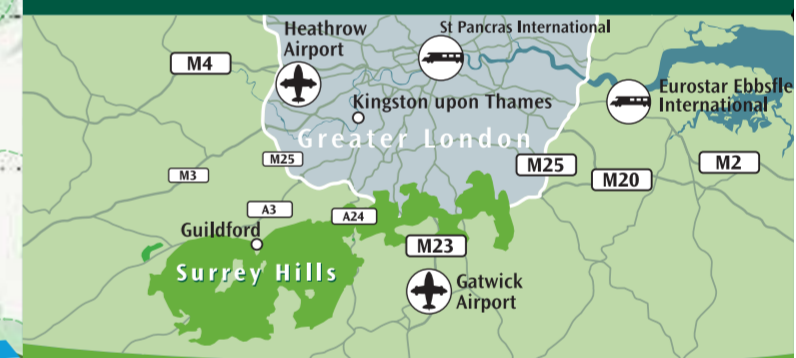 Heathrow
Airport
St Pancras International
M4
Eurostar Ebbsfle
International
Kingston upon Thames
Greater London
M25
M25
M2
M3
M20
A3
A24
Guildford
M23
Surrey Hills
Gatwick
Airport